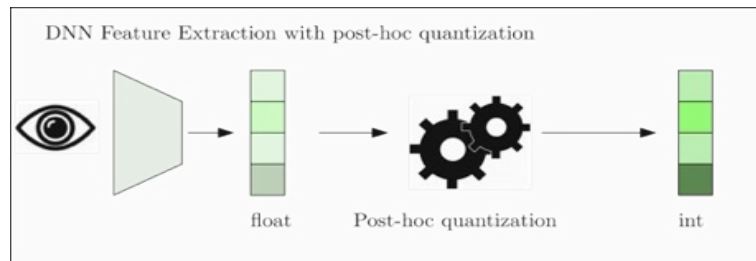 DNN Feature Extraction with post-hoc quantization
float
Post-hoc quantization
int